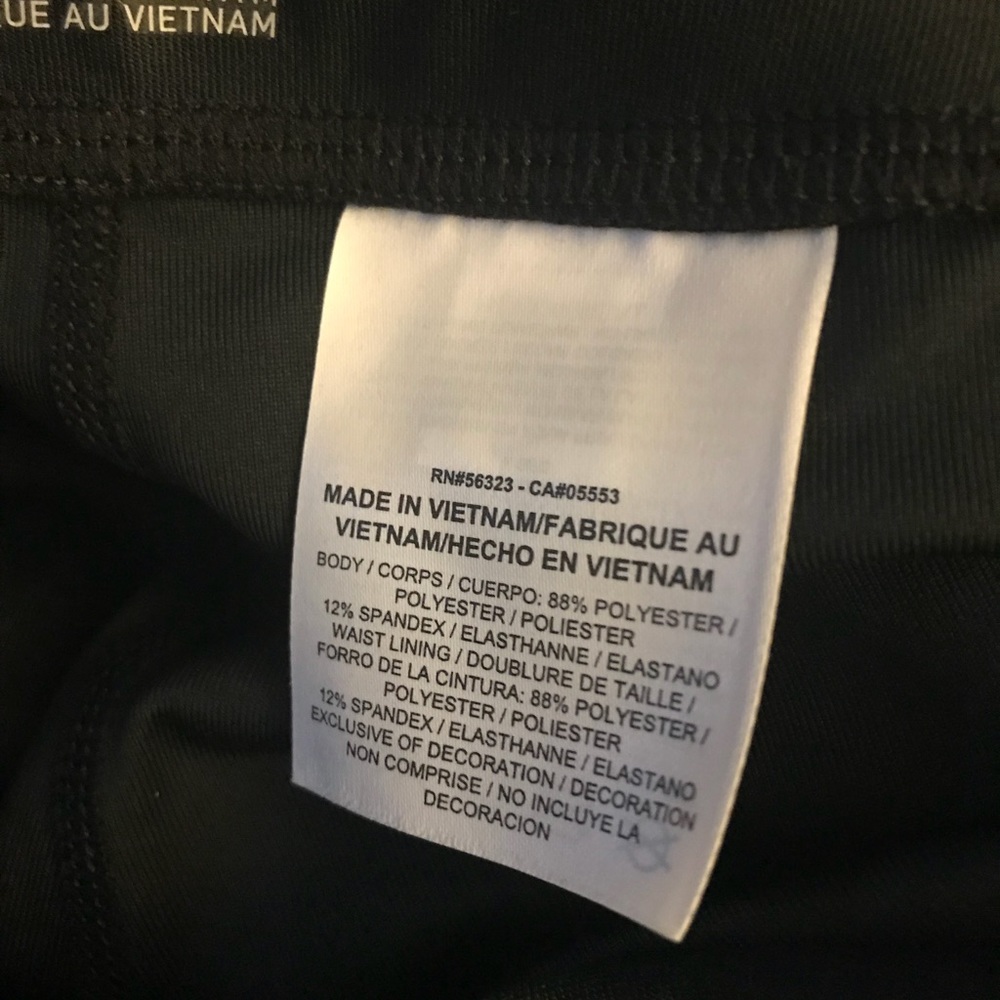 UE AU VIETNAM
RN#56323 - CA#05553
MADE IN VIETNAM/FABRIQUE AU
VIETNAM/HECHO EN VIETNAM
BODY / CORPS / CUERPO: 88% POLYESTER /
POLYESTER / POLIESTER
12% SPANDEX / ELASTHANNE / ELASTANO
WAIST LINING / DOUBLURE DE TAILLE /
FORRO DE LA CINTURA: 88% POLYESTER /
POLYESTER / POLIESTER
12% SPANDEX / ELASTHANNE / ELASTANO
EXCLUSIVE OF DECORATION / DECORATION
NON COMPRISE / NO INCLUYE LA
DECORACION